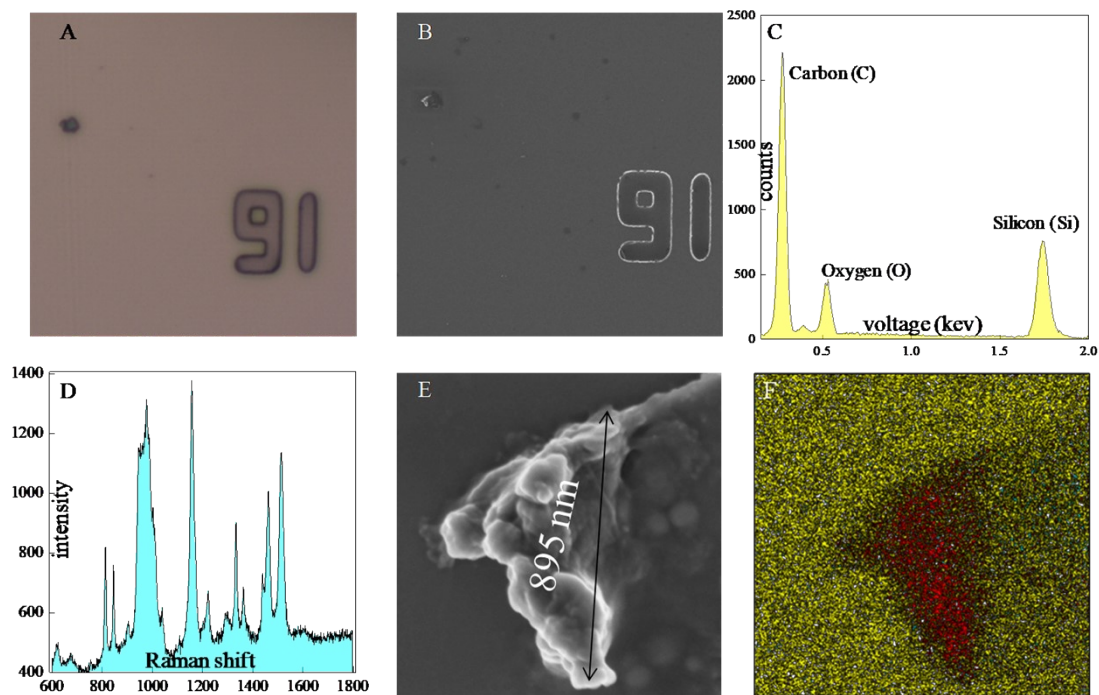 A
91
B
91
C
2500
2000
1500
1000
500
0
counts
Carbon (C)
Oxygen (O)
Silicon (Si)
voltage (kev)
0.5
1.0
1.5
2.0
D
1400
1200
1000
800
600
400
intensity
Raman shift
600
800
1000
1200
1400
1600
1800
E
895 nm
F